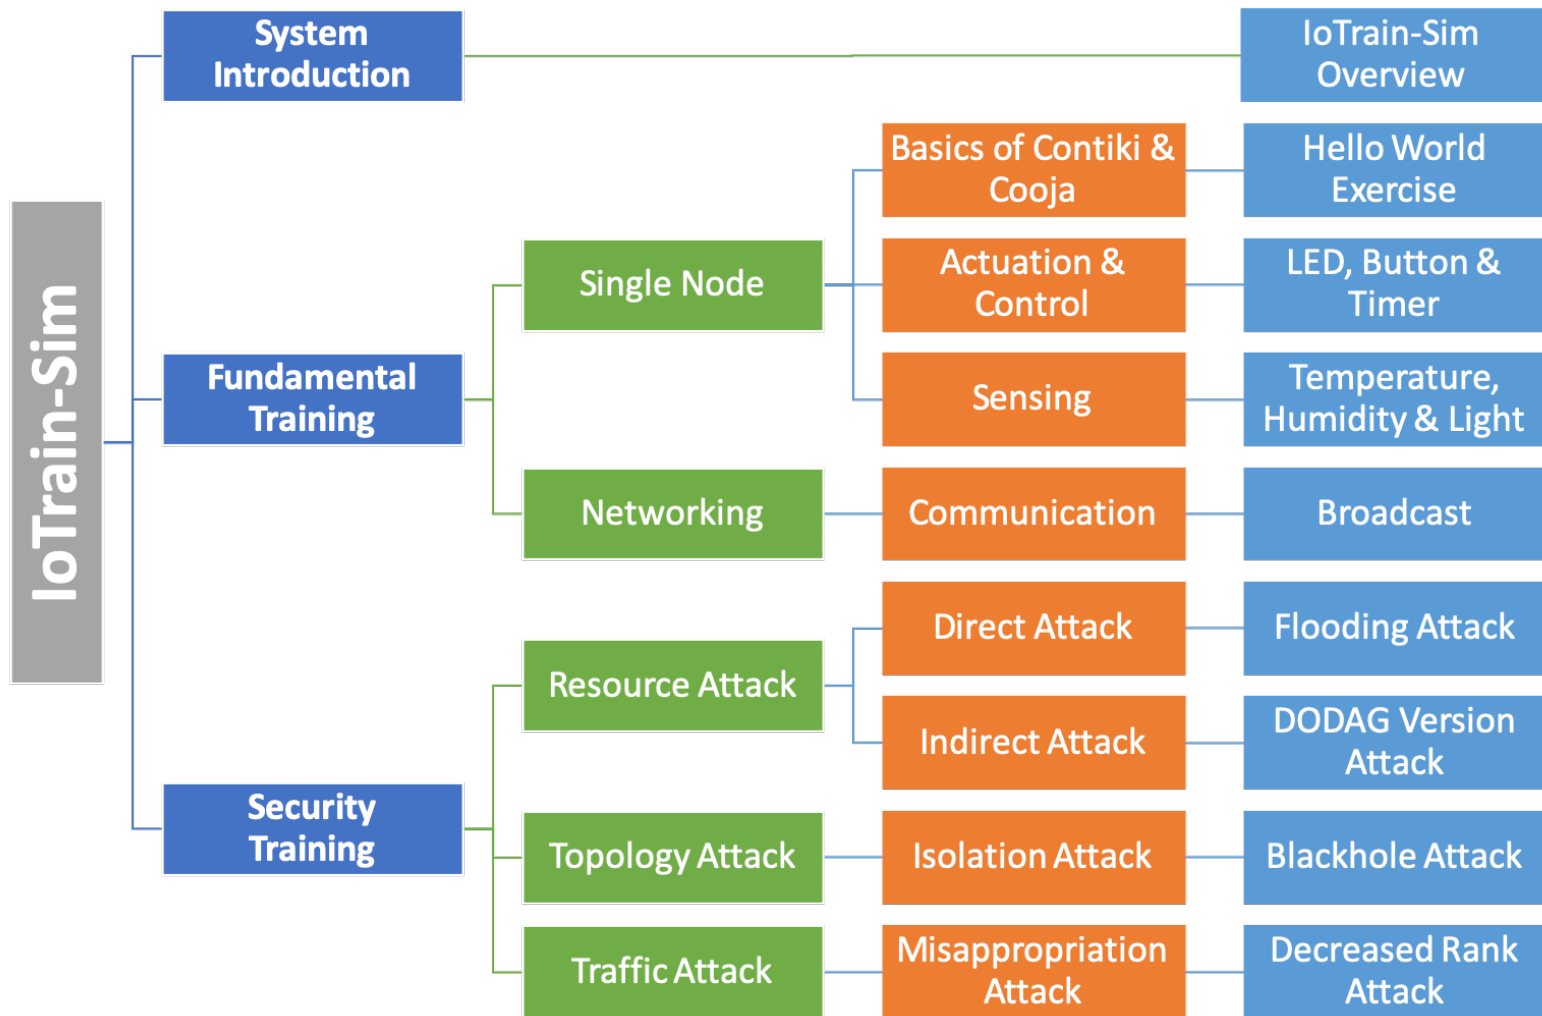 IoTrain-Sim
System
Introduction
IoTrain-Sim
Overview
Fundamental
Training
Single Node
Basics of Contiki &
Cooja
Hello World
Exercise
Actuation &
Control
LED, Button &
Timer
Sensing
Temperature,
Humidity & Light
Networking
Communication
Broadcast
Security
Training
Resource Attack
Direct Attack
Flooding Attack
Indirect Attack
DODAG Version
Attack
Topology Attack
Isolation Attack
Blackhole Attack
Traffic Attack
Misappropriation
Attack
Decreased Rank
Attack